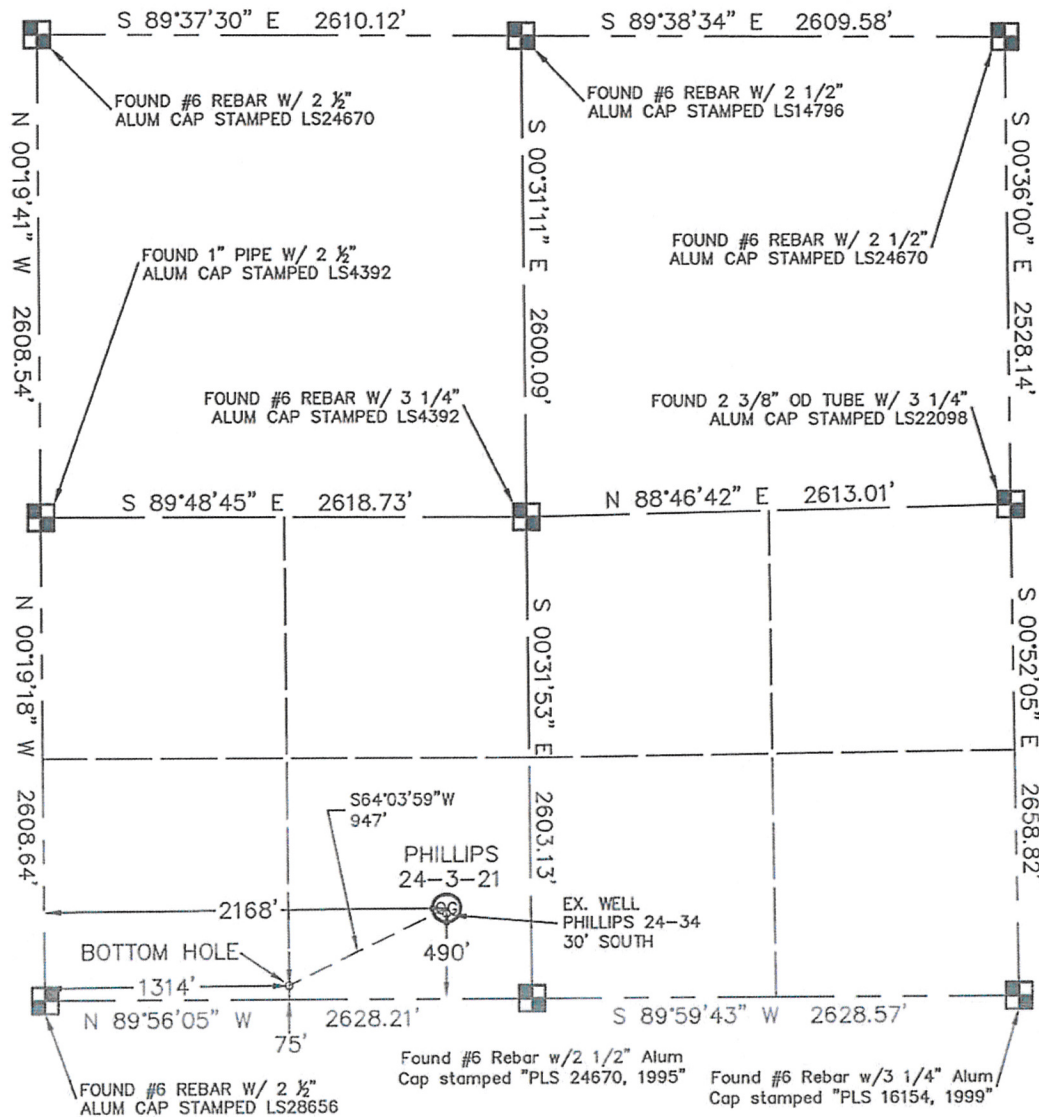 S 89°37'30" E 2610.12'
S 89°38'34" E 2609.58'
FOUND #6 REBAR W/ 2 ½"
ALUM CAP STAMPED LS24670
FOUND #6 REBAR W/ 2 1/2"
ALUM CAP STAMPED LS14796
N 00°19'41" W 2608.54'
S 00°31'11" E 2600.09'
S 00°36'00" E 2528.14'
FOUND 1" PIPE W/ 2 ½"
ALUM CAP STAMPED LS4392
FOUND #6 REBAR W/ 2 1/2"
ALUM CAP STAMPED LS24670
FOUND #6 REBAR W/ 3 1/4"
ALUM CAP STAMPED LS4392
FOUND 2 3/8" OD TUBE W/ 3 1/4"
ALUM CAP STAMPED LS22098
S 89°48'45" E 2618.73'
N 88°46'42" E 2613.01'
N 00°19'18" W 2608.64'
S 00°31'53" E 2603.13'
S 00°52'05" E 2658.82'
S64°03'59"W
947'
PHILLIPS
24-3-21
2168'
EX. WELL
PHILLIPS 24-34
30' SOUTH
490'
BOTTOM HOLE
1314'
N 89°56'05" W 2628.21'
S 89°59'43" W 2628.57'
75'
Found #6 Rebar w/2 1/2" Alum
Cap stamped "PLS 24670, 1995"
Found #6 Rebar w/3 1/4" Alum
Cap stamped "PLS 16154, 1999"
FOUND #6 REBAR W/ 2 ½"
ALUM CAP STAMPED LS28656